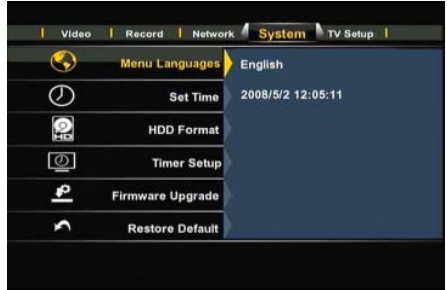 Video Record Network System TV Setup
Menu Languages English
Set Time 2008/5/2 12:05:11
HDD Format
HD
Timer Setup
Firmware Upgrade
Restore Default